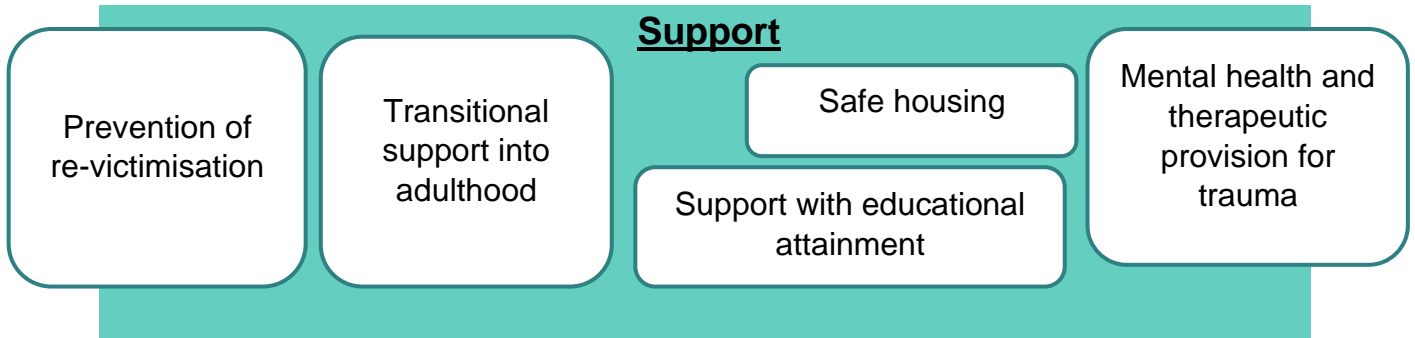 Support
Prevention of
re-victimisation
Transitional
support into
adulthood
Safe housing
Support with educational
attainment
Mental health and
therapeutic
provision for
trauma